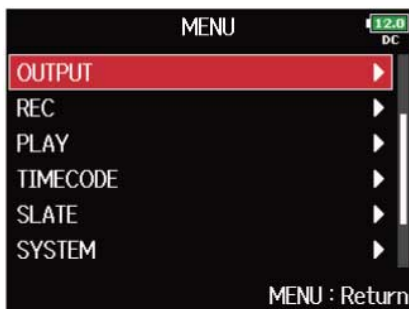 MENU
12.0
DC
OUTPUT
REC
PLAY
TIMECODE
SLATE
SYSTEM
MENU : Return